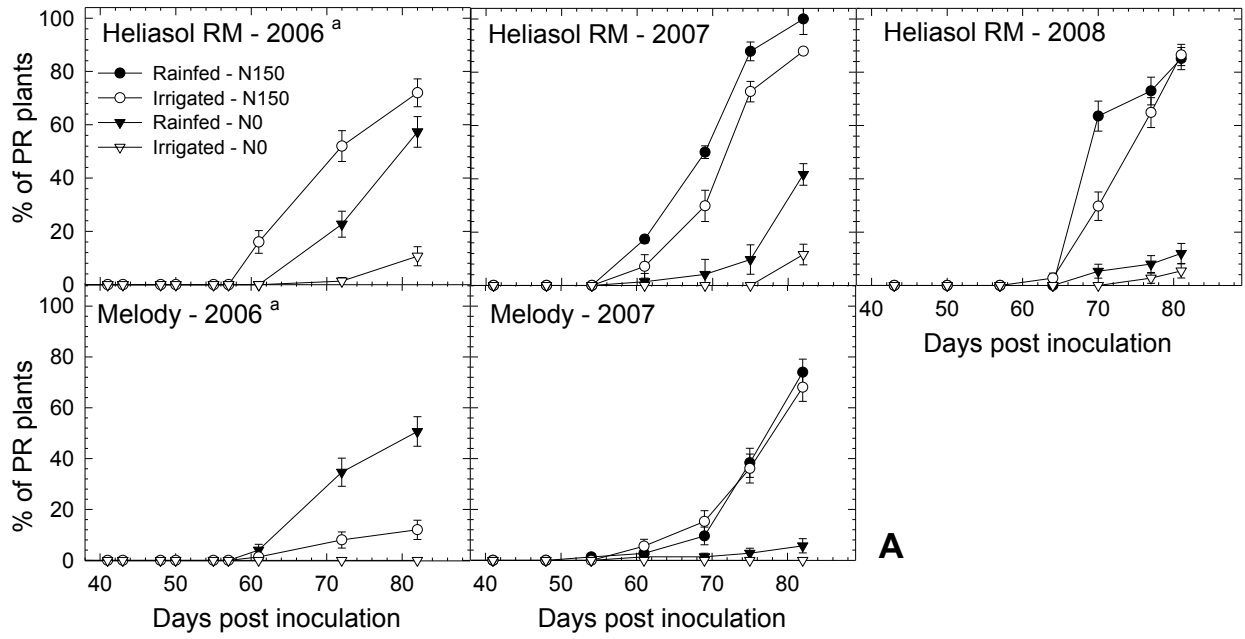 Heliasol RM - 2006 a
Heliasol RM - 2007
Heliasol RM - 2008
Rainfed - N150
Irrigated - N150
Rainfed - N0
Irrigated - N0
% of PR plants
100
80
60
40
20
0
40 50 60 70 80
Days post inoculation
Melody - 2006 a
Melody - 2007
% of PR plants
100
80
60
40
20
0
A
40 50 60 70 80
40 50 60 70 80
Days post inoculation
Days post inoculation